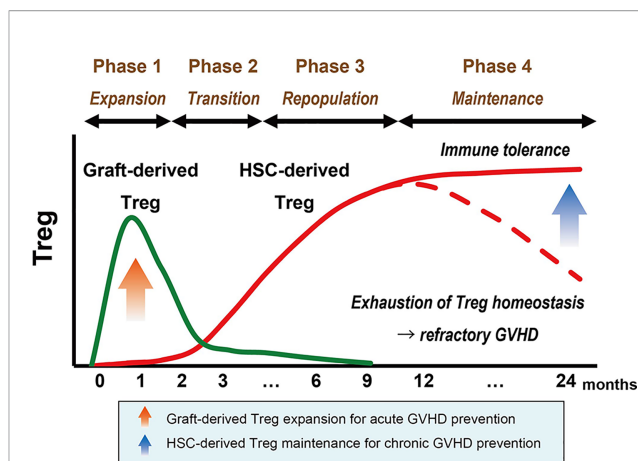 Phase 1 Phase 2 Phase 3 Phase 4
Expansion Transition Repopulation Maintenance
Immune tolerance
Graft-derived
Treg
HSC-derived
Treg
Treg
Exhaustion of Treg homeostasis
→ refractory GVHD
0 1 2 3 ... 6 9 12 ... 24 months
Graft-derived Treg expansion for acute GVHD prevention
HSC-derived Treg maintenance for chronic GVHD prevention